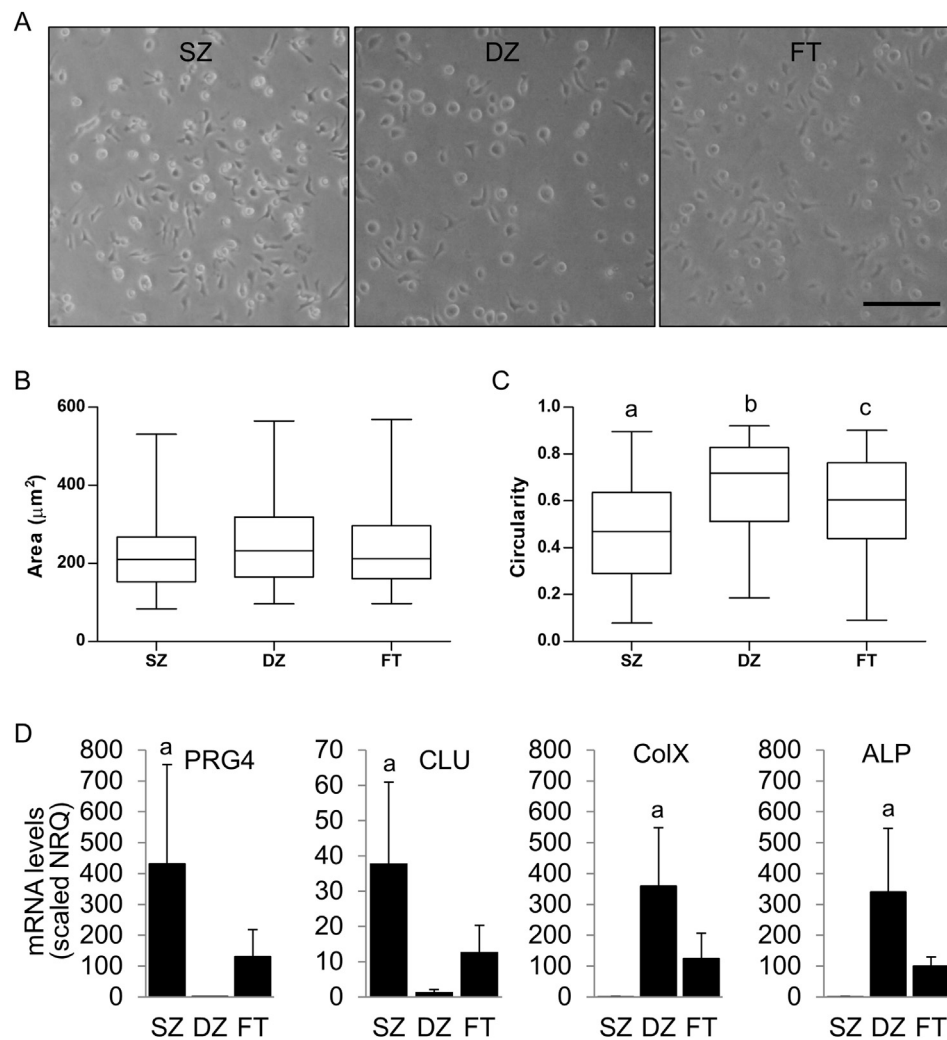 A
SZ DZ FT
B
C
600
400
200
0
Area (µm²)
SZ DZ FT
1.0
0.8
0.6
0.4
0.2
0.0
Circularity
a b c
SZ DZ FT
D
mRNA levels
(scaled NRQ)
800
700
600
500
400
300
200
100
0
a
PRG4
SZ DZ FT
70
60
50
40
30
20
10
0
a
CLU
SZ DZ FT
800
700
600
500
400
300
200
100
0
ColX
a
SZ DZ FT
800
700
600
500
400
300
200
100
0
ALP
a
SZ DZ FT